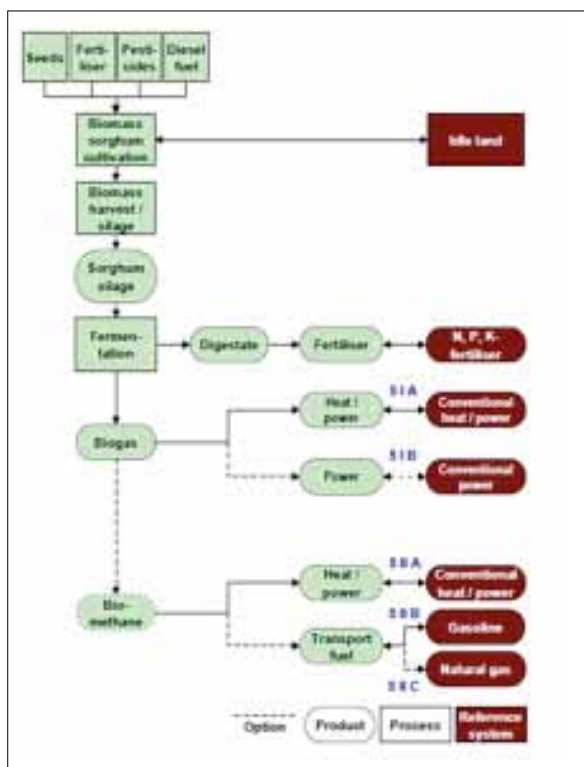 Seeds
Ferti-
liser
Pesti-
cides
Diesel
fuel
Biomass
sorghum
cultivation
Idle land
Biomass
harvest /
silage
Sorghum
silage
Fermen-
tation
Digestate
Fertiliser
N, P, K-
fertiliser
Biogas
Heat /
power
S I A
Conventional
heat / power
Power
S I B
Conventional
power
Bio-
methane
Heat /
power
S II A
Conventional
heat / power
Transport
fuel
S II B
Gasoline
Natural gas
S II C
Option
Product
Process
Reference
system